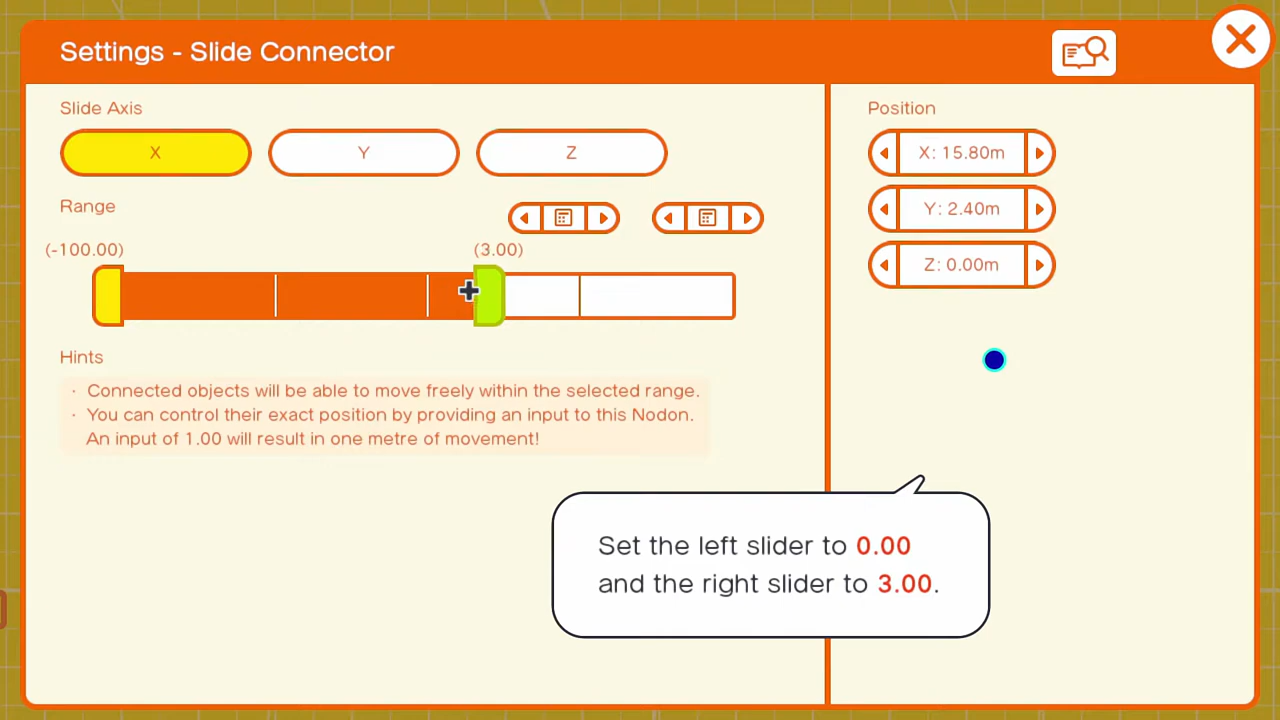 Settings - Slide Connector
Slide Axis
X
Y
Z
Range
(-100.00)
(3.00)
Hints
· Connected objects will be able to move freely within the selected range.
· You can control their exact position by providing an input to this Nodon.
An input of 1.00 will result in one metre of movement!
Position
X: 15.80m
Y: 2.40m
Z: 0.00m
Set the left slider to 0.00
and the right slider to 3.00.